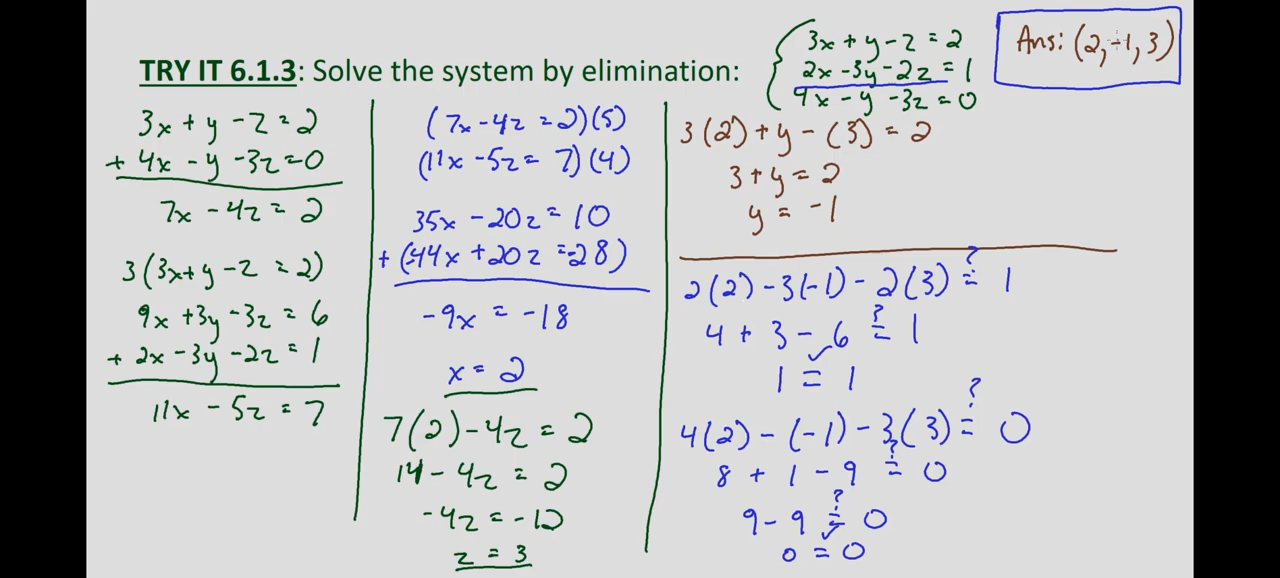 TRY IT 6.1.3: Solve the system by elimination:
3x + y - z = 2
2x - 3y - 2z = 1
4x - y - 3z = 0
Ans: (2, -1, 3)
3x + y - z = 2
+ 4x - y - 3z = 0
7x - 4z = 2
3(3x + y - z = 2)
9x + 3y - 3z = 6
+ 2x - 3y - 2z = 1
11x - 5z = 7
(7x - 4z = 2)(5)
(11x - 5z = 7)(4)
35x - 20z = 10
+ (-44x + 20z = -28)
-9x = -18
x = 2
7(2) - 4z = 2
14 - 4z = 2
-4z = -12
z = 3
3(2) + y - (3) = 2
3 + y = 2
y = -1
2(2) - 3(-1) - 2(3) ≟ 1
4 + 3 - 6 ≟ 1
1 = 1 ✓
4(2) - (-1) - 3(3) ≟ 0
8 + 1 - 9 ≟ 0
9 - 9 ≟ 0
0 = 0 ✓